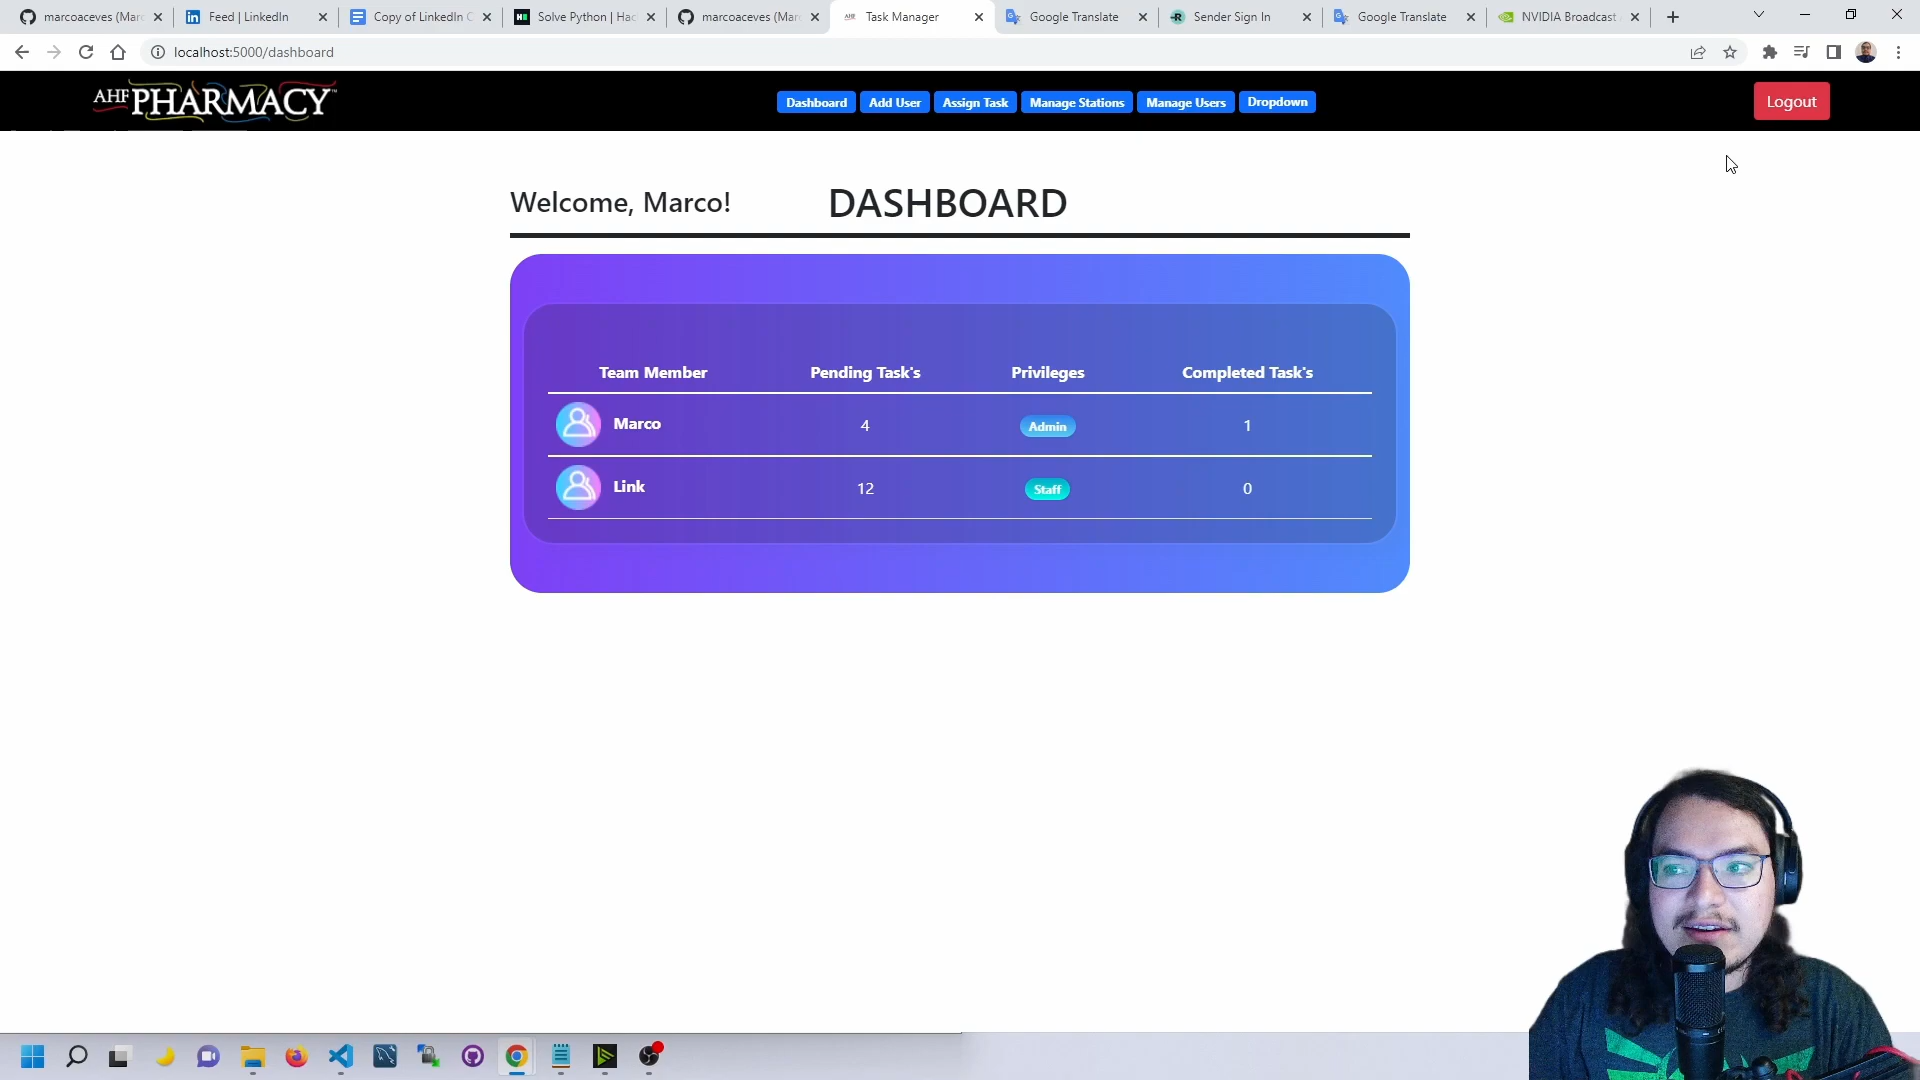 marcoaceves (Mar
Feed | LinkedIn
Copy of LinkedIn C
Solve Python | Hac
marcoaceves (Mar
Task Manager
Google Translate
Sender Sign In
Google Translate
NVIDIA Broadcast
localhost:5000/dashboard
AHF PHARMACY
Dashboard
Add User
Assign Task
Manage Stations
Manage Users
Dropdown
Logout
Welcome, Marco!
DASHBOARD
Team Member Pending Task's Privileges Completed Task's
Marco 4 Admin 1
Link 12 Staff 0